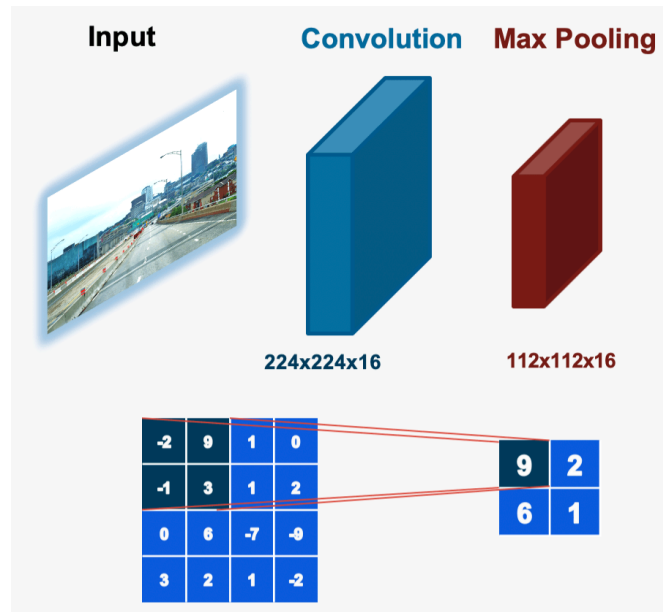 Input Convolution Max Pooling
224x224x16 112x112x16
-2 9 1 0
-1 3 1 2
0 6 -7 -9
3 2 1 -2
9 2
6 1